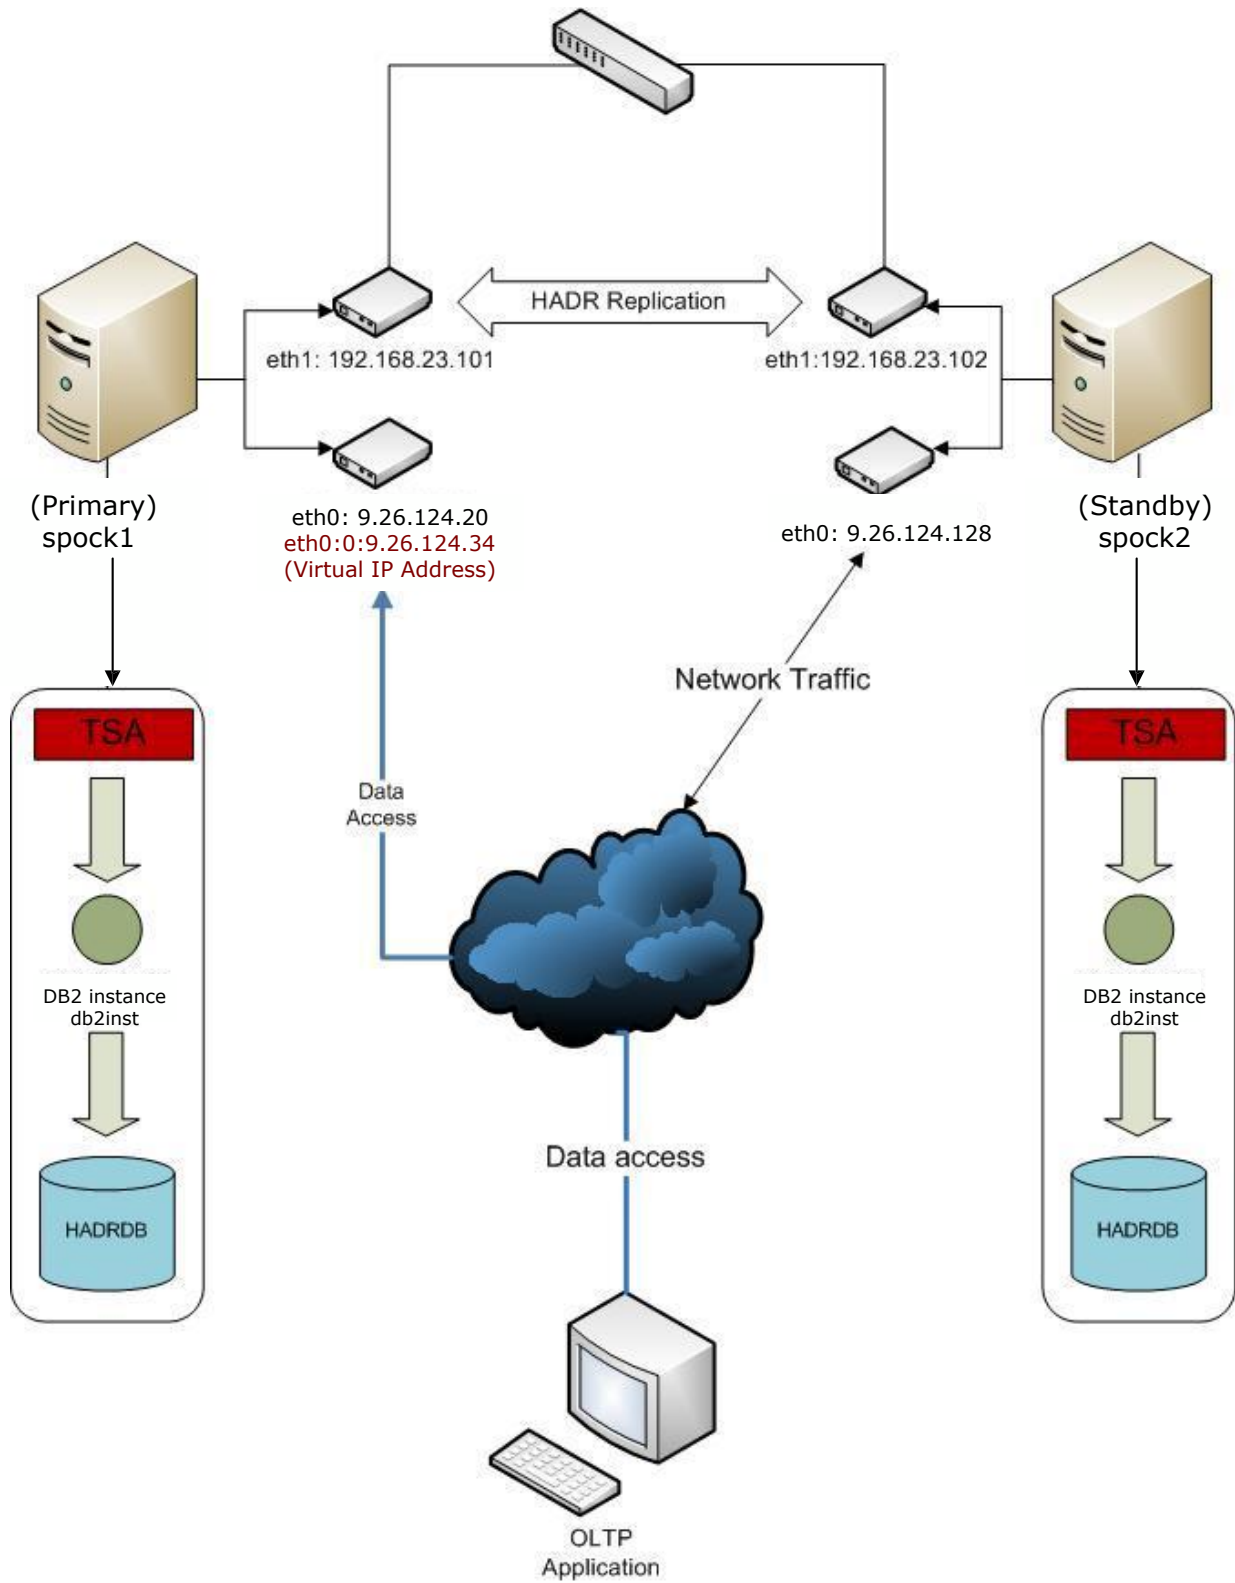 HADR Replication
eth1: 192.168.23.101
eth1:192.168.23.102
(Primary)
spock1
eth0: 9.26.124.20
eth0:0:9.26.124.34
(Virtual IP Address)
eth0: 9.26.124.128
(Standby)
spock2
Network Traffic
TSA
TSA
Data
Access
DB2 instance
db2inst
DB2 instance
db2inst
Data access
HADRDB
HADRDB
OLTP
Application